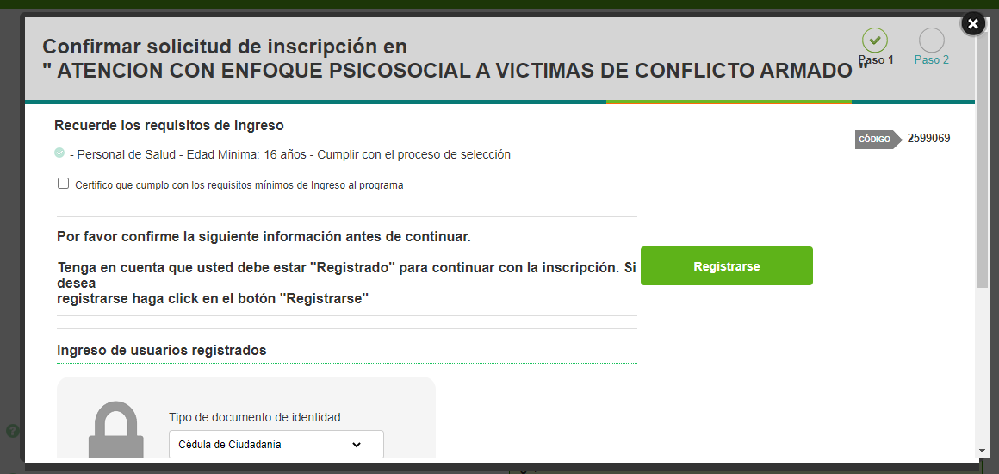 Confirmar solicitud de inscripción en
" ATENCION CON ENFOQUE PSICOSOCIAL A VICTIMAS DE CONFLICTO ARMADO "
Paso 1
Paso 2
Recuerde los requisitos de ingreso
CÓDIGO 2599069
- Personal de Salud - Edad Minima: 16 años - Cumplir con el proceso de selección
Certifico que cumplo con los requisitos mínimos de Ingreso al programa
Por favor confirme la siguiente información antes de continuar.
Tenga en cuenta que usted debe estar "Registrado" para continuar con la inscripción. Si
desea
registrarse haga click en el botón "Registrarse"
Registrarse
Ingreso de usuarios registrados
Tipo de documento de identidad
Cédula de Ciudadanía